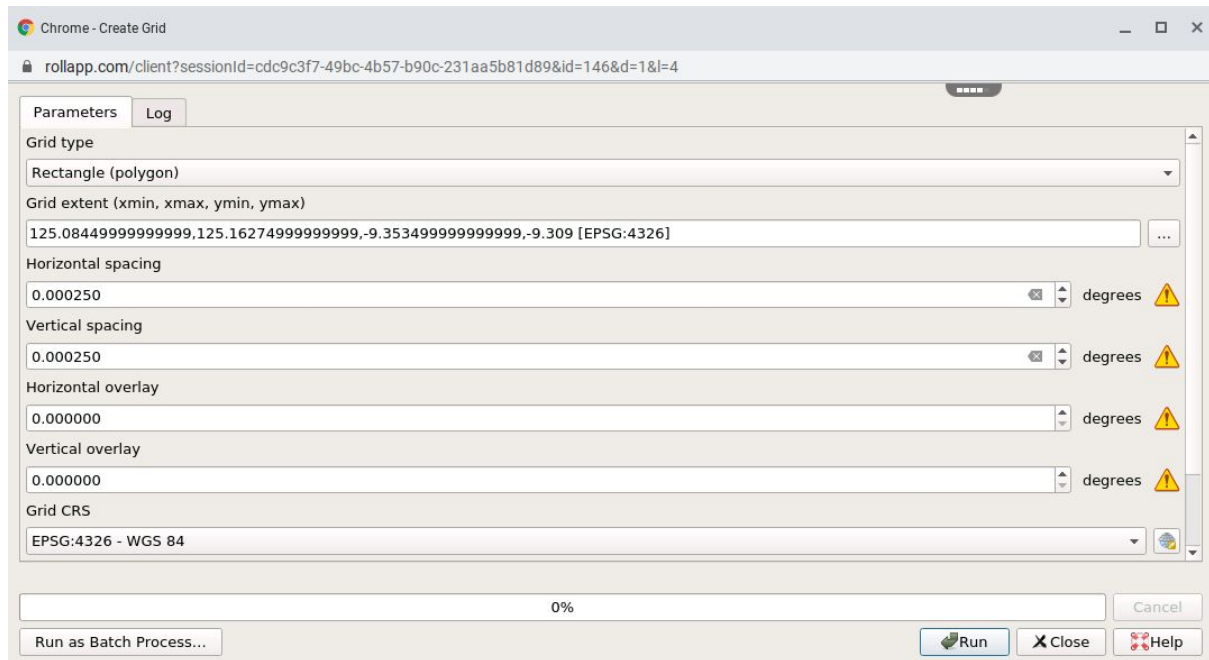 Chrome - Create Grid
rollapp.com/client?sessionId=cdc9c3f7-49bc-4b57-b90c-231aa5b81d89&id=146&d=1&l=4
Parameters Log
Grid type
Rectangle (polygon)
Grid extent (xmin, xmax, ymin, ymax)
125.08449999999999,125.16274999999999,-9.353499999999999,-9.309 [EPSG:4326] ...
Horizontal spacing
0.000250 degrees
Vertical spacing
0.000250 degrees
Horizontal overlay
0.000000 degrees
Vertical overlay
0.000000 degrees
Grid CRS
EPSG:4326 - WGS 84
0% Cancel
Run as Batch Process... Run Close Help